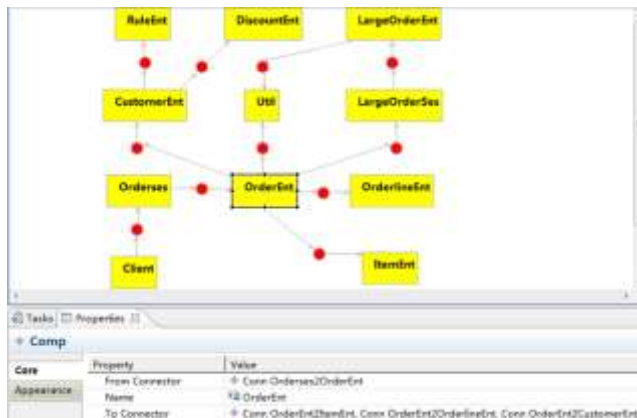 RuleEnt DiscountEnt LargeOrderEnt
CustomerEnt Util LargeOrderSes
Orderses OrderEnt OrderlineEnt
Client ItemEnt
Tasks Properties
Comp
Core Property Value
From Connector Conn Orderses2OrderEnt
Appearance Name OrderEnt
To Connector Conn OrderEnt2ItemEnt, Conn OrderEnt2OrderlineEnt, Conn OrderEnt2CustomerEnt